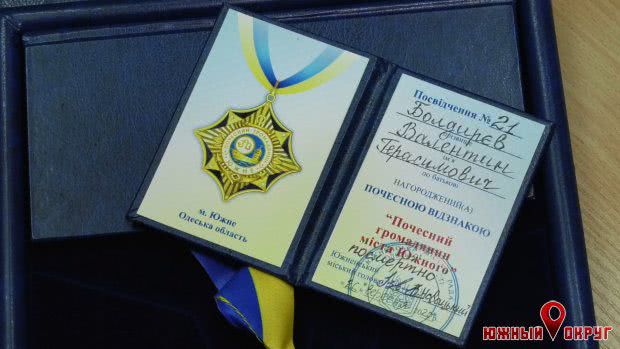 м. Южне
Одеська область
Посвідчення № 21
Болдирєв
прізвище
Валентин
ім'я
Герасимович
по батькові
НАГОРОДЖЕНИЙ(А)
ПОЧЕСНОЮ ВІДЗНАКОЮ
"Почесний
громадянин
міста Южного"
посмертно
Южненський
міський голова
ЮЖНЫЙ ОКРУГ